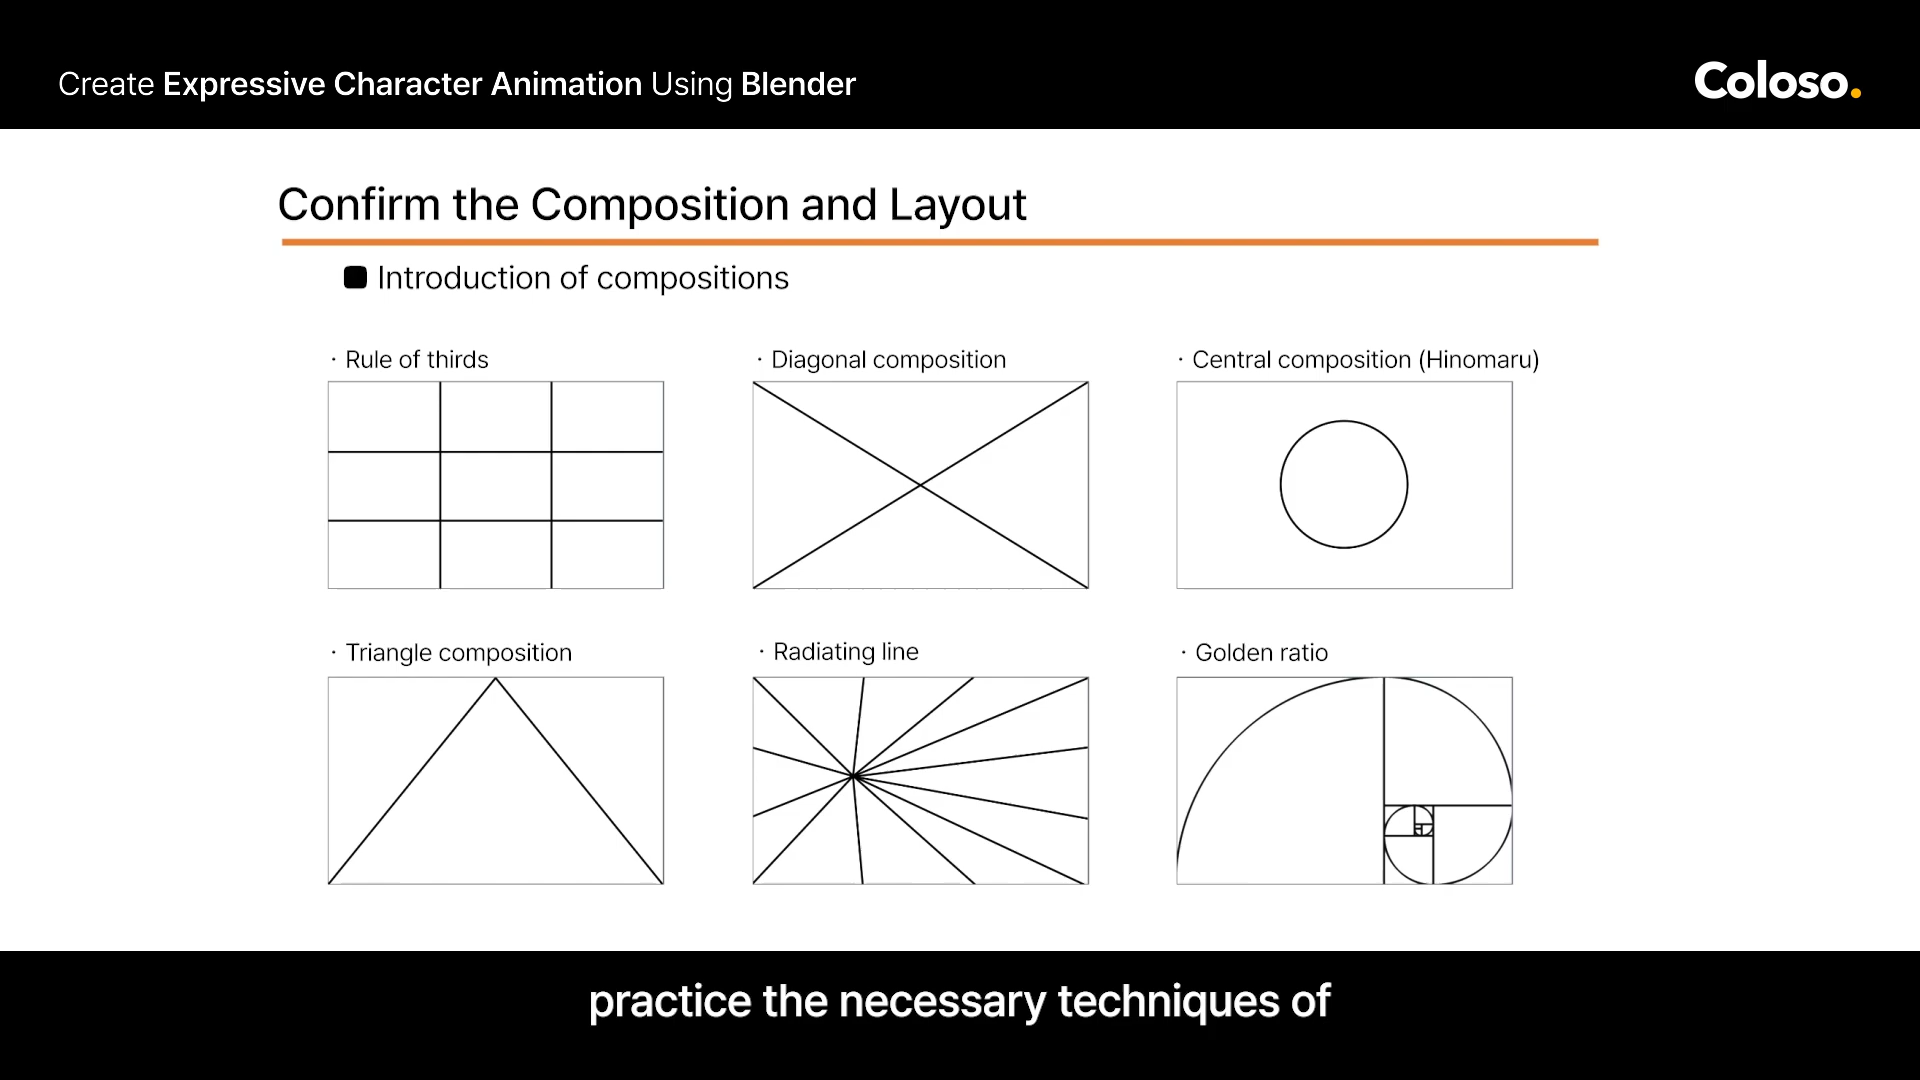 Create Expressive Character Animation Using Blender
Coloso.
Confirm the Composition and Layout
Introduction of compositions
· Rule of thirds
· Diagonal composition
· Central composition (Hinomaru)
· Triangle composition
· Radiating line
· Golden ratio
practice the necessary techniques of